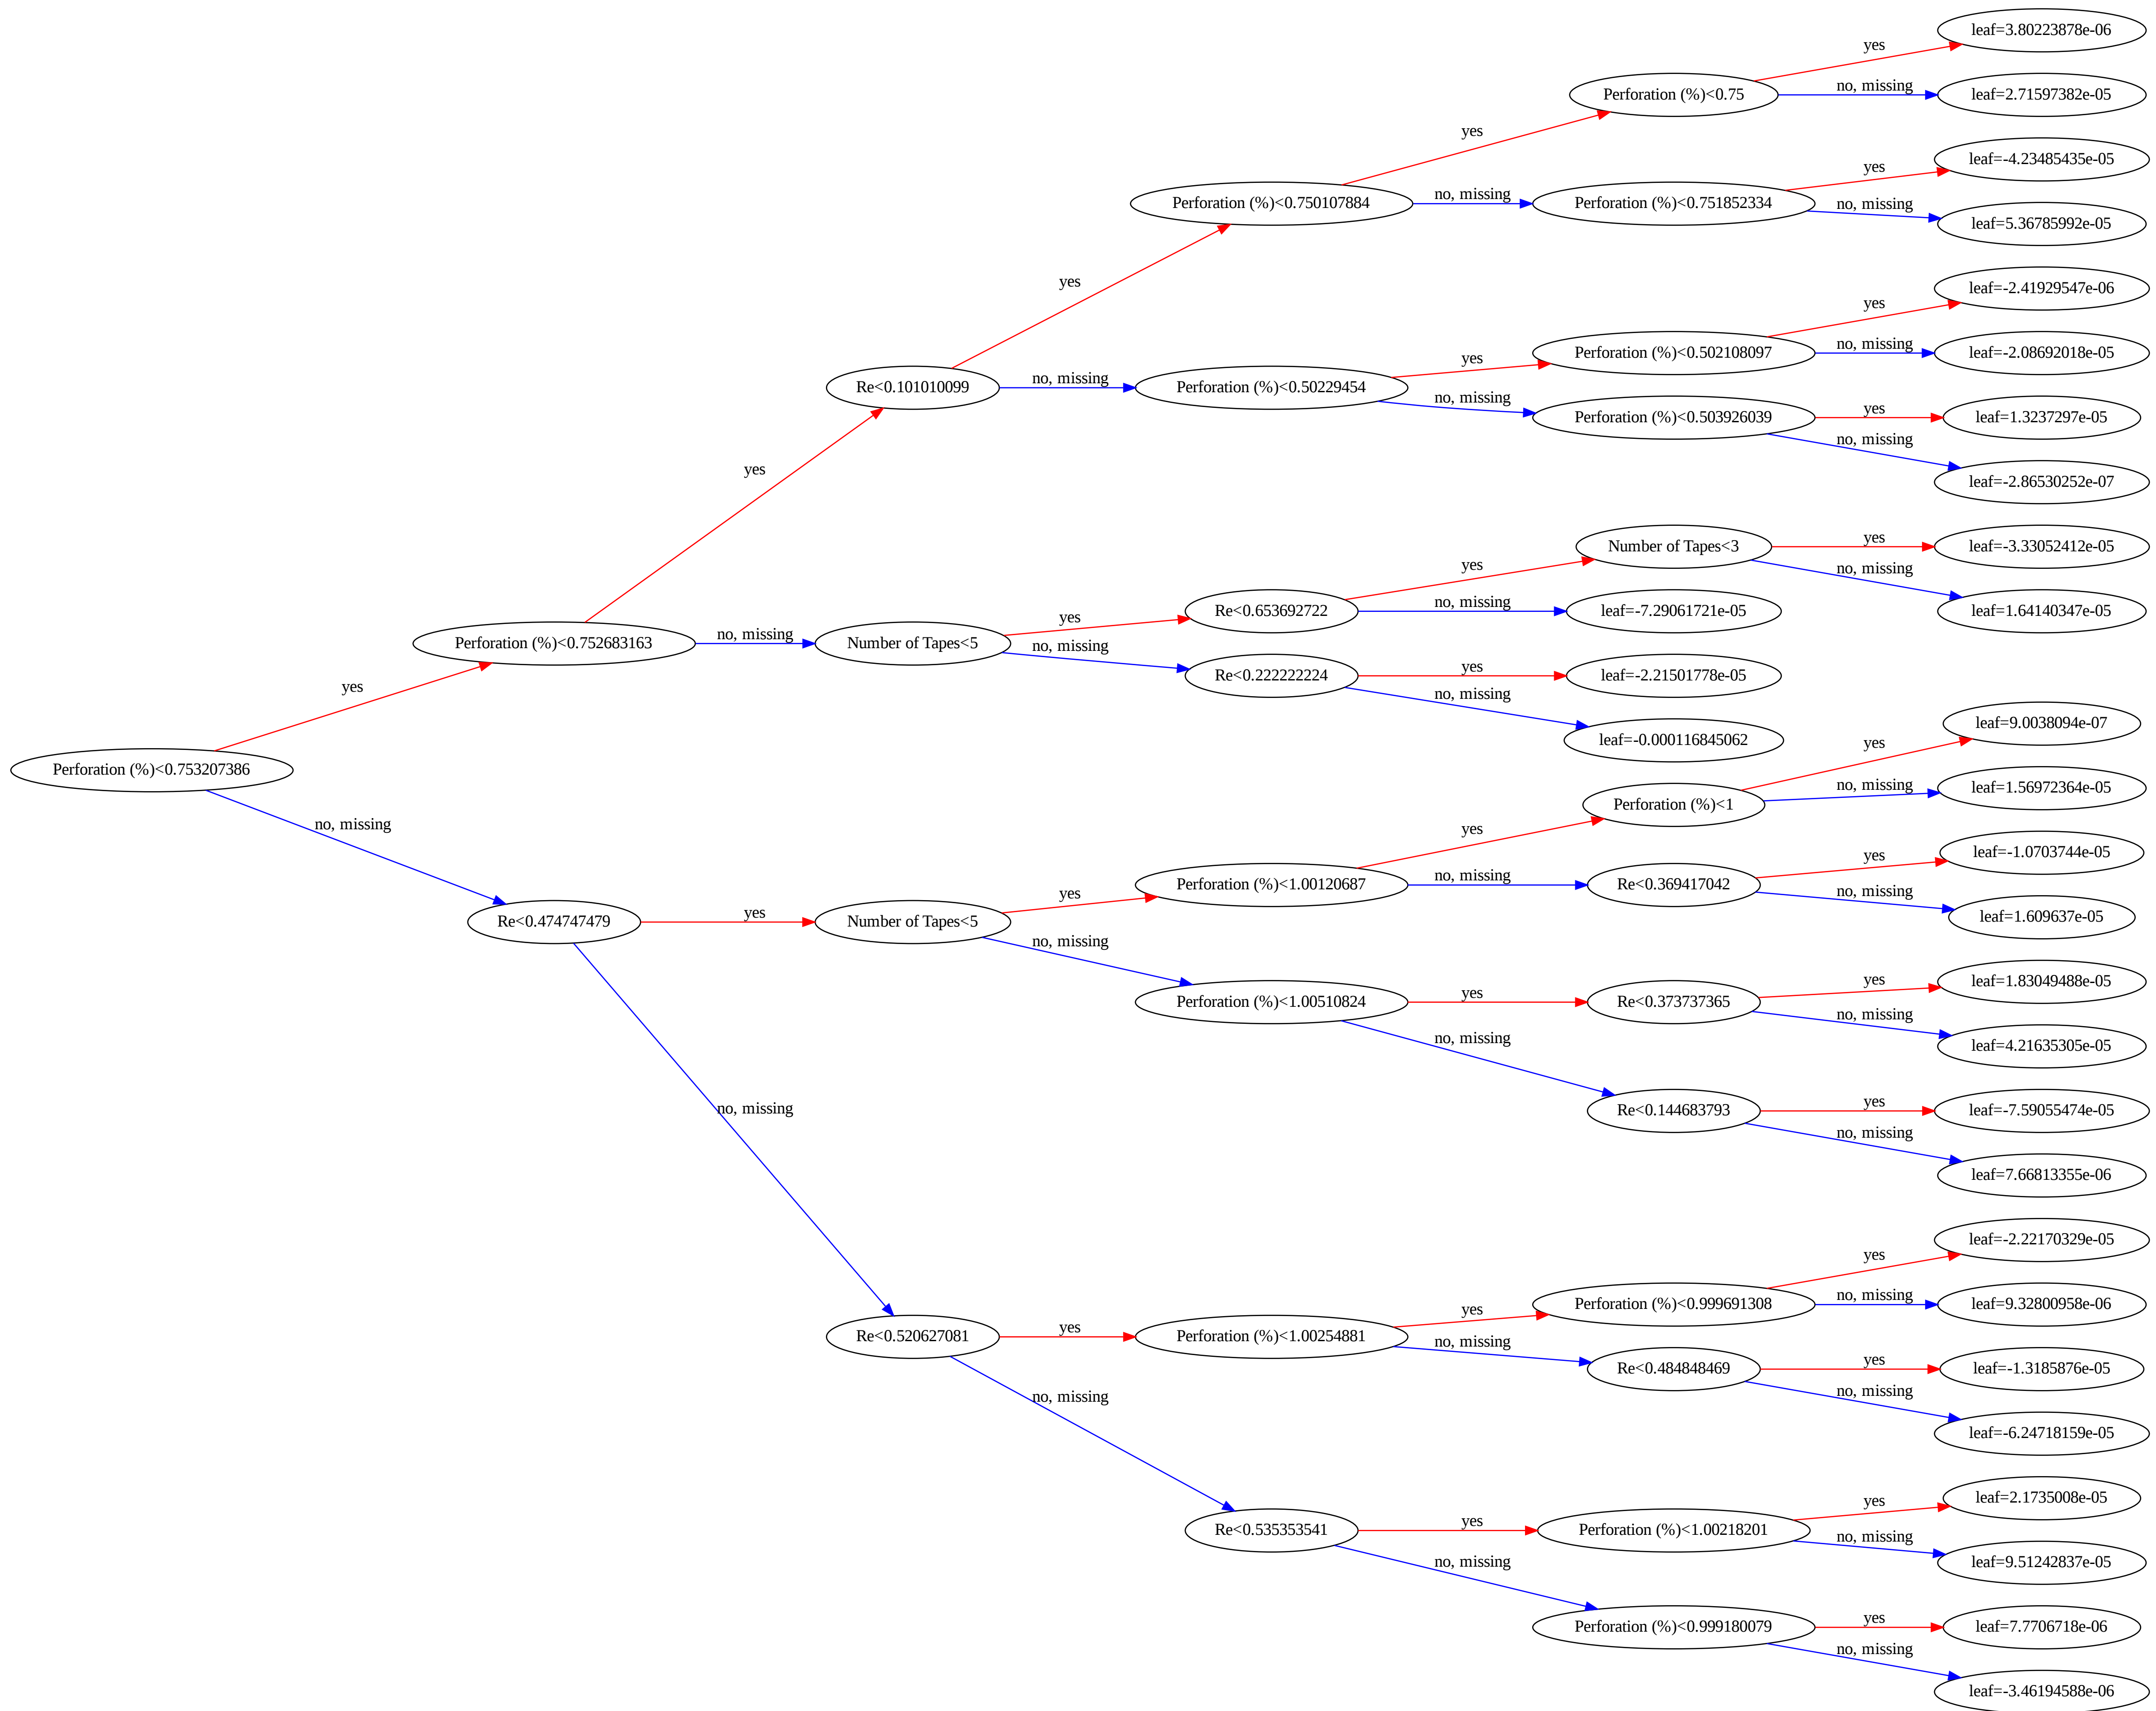 leaf=3.80223878e-06
yes
Perforation (%)<0.75
no, missing
leaf=2.71597382e-05
yes
Perforation (%)<0.750107884
no, missing
Perforation (%)<0.751852334
yes
leaf=-4.23485435e-05
no, missing
leaf=5.36785992e-05
yes
Re<0.101010099
no, missing
Perforation (%)<0.50229454
yes
Perforation (%)<0.502108097
yes
leaf=-2.41929547e-06
no, missing
leaf=-2.08692018e-05
no, missing
Perforation (%)<0.503926039
yes
leaf=1.3237297e-05
no, missing
leaf=-2.86530252e-07
yes
Perforation (%)<0.752683163
no, missing
Number of Tapes<5
yes
Re<0.653692722
yes
Number of Tapes<3
yes
leaf=-3.33052412e-05
no, missing
leaf=1.64140347e-05
no, missing
leaf=-7.29061721e-05
no, missing
Re<0.222222224
yes
leaf=-2.21501778e-05
no, missing
leaf=-0.000116845062
yes
Perforation (%)<0.753207386
no, missing
Re<0.474747479
yes
Number of Tapes<5
yes
Perforation (%)<1.00120687
yes
Perforation (%)<1
yes
leaf=9.0038094e-07
no, missing
leaf=1.56972364e-05
no, missing
Re<0.369417042
yes
leaf=-1.0703744e-05
no, missing
leaf=1.609637e-05
no, missing
Perforation (%)<1.00510824
yes
Re<0.373737365
yes
leaf=1.83049488e-05
no, missing
leaf=4.21635305e-05
no, missing
Re<0.144683793
yes
leaf=-7.59055474e-05
no, missing
leaf=7.66813355e-06
no, missing
Re<0.520627081
yes
Perforation (%)<1.00254881
yes
Perforation (%)<0.999691308
yes
leaf=-2.22170329e-05
no, missing
leaf=9.32800958e-06
no, missing
Re<0.484848469
yes
leaf=-1.3185876e-05
no, missing
leaf=-6.24718159e-05
no, missing
Re<0.535353541
yes
Perforation (%)<1.00218201
yes
leaf=2.1735008e-05
no, missing
leaf=9.51242837e-05
no, missing
Perforation (%)<0.999180079
yes
leaf=7.7706718e-06
no, missing
leaf=-3.46194588e-06